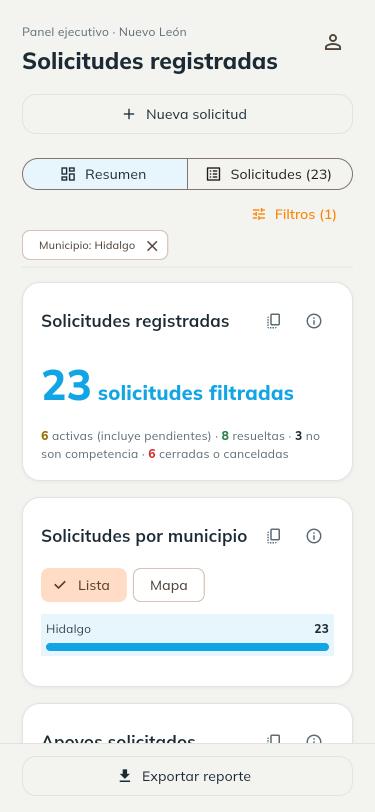 Panel ejecutivo · Nuevo León
Solicitudes registradas
Nueva solicitud
Resumen
Solicitudes (23)
Filtros (1)
Municipio: Hidalgo
Solicitudes registradas
23 solicitudes filtradas
6 activas (incluye pendientes) · 8 resueltas · 3 no
son competencia · 6 cerradas o canceladas
Solicitudes por municipio
Lista
Mapa
Hidalgo 23
Apoyos solicitados
Exportar reporte